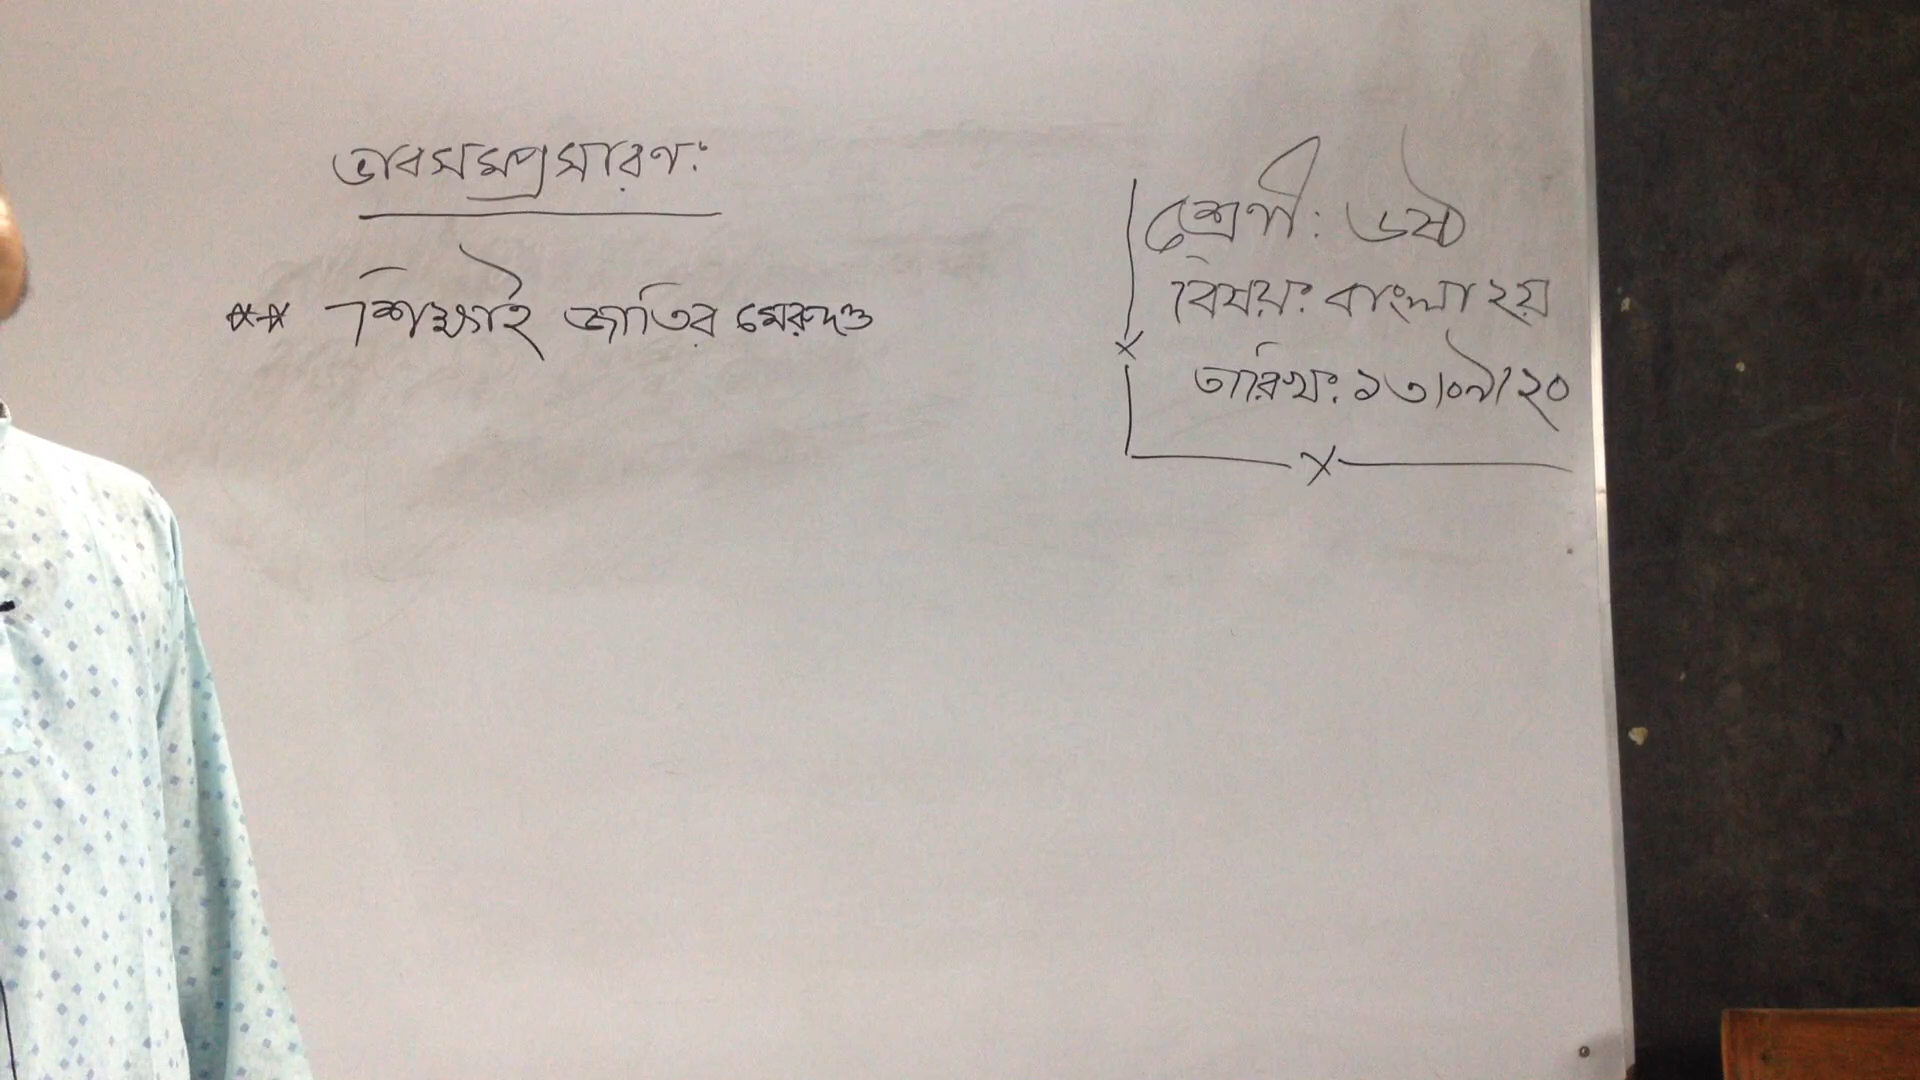 ভাবসম্প্রসারণঃ
** শিক্ষাই জাতির মেরুদণ্ড
শ্রেণী: ৬ষ্ঠ
বিষয়ঃ বাংলা ২য়
তারিখঃ ১৩/০৭/২০